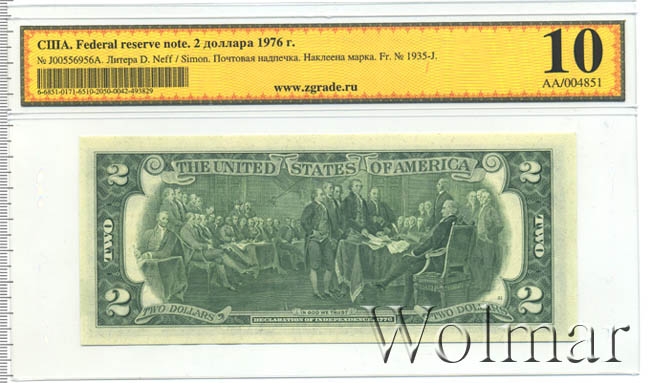 США. Federal reserve note. 2 доллара 1976 г.
№ J00556956A. Литера D. Neff / Simon. Почтовая надпечка. Наклеена марка. Fr. № 1935-J.
6-6851-0171-6510-2050-0042-493829
www.zgrade.ru
10
AA/004851
2 THE UNITED STATES OF AMERICA 2
TWO TWO
2 2
TWO DOLLARS IN GOD WE TRUST TWO DOLLARS
DECLARATION OF INDEPENDENCE, 1776
Wolmar